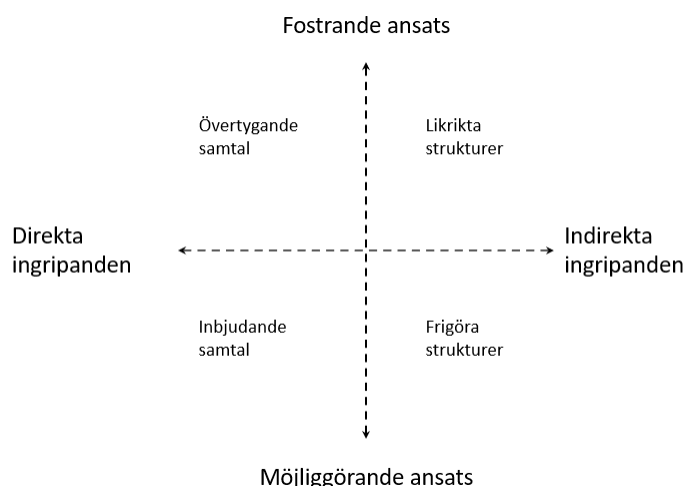 Fostrande ansats
Övertygande
samtal
Likrikta
strukturer
Direkta
ingripanden
Indirekta
ingripanden
Inbjudande
samtal
Frigöra
strukturer
Möjliggörande ansats